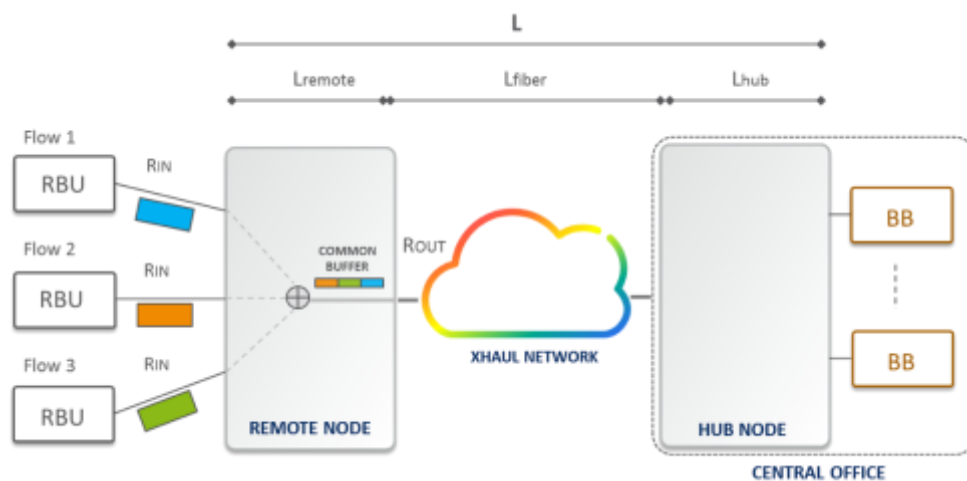 L
Lremote
Lfiber
Lhub
Flow 1
RBU
RIN
Flow 2
RBU
RIN
Flow 3
RBU
RIN
COMMON
BUFFER
ROUT
XHAUL NETWORK
REMOTE NODE
HUB NODE
BB
BB
CENTRAL OFFICE